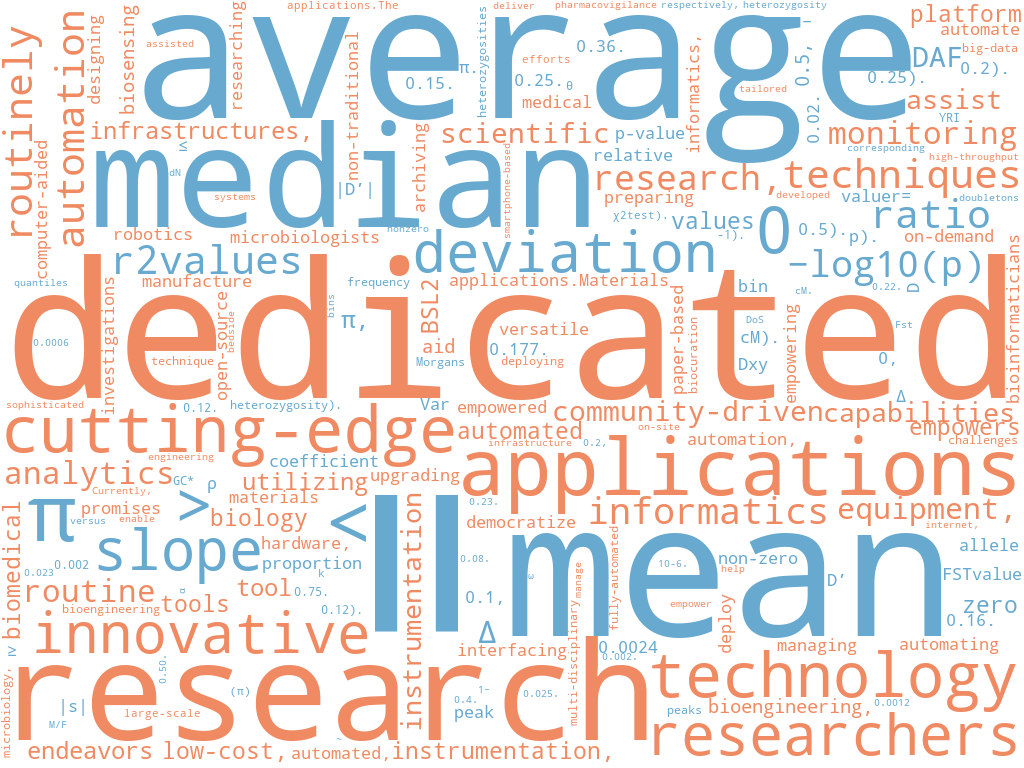 applications.The
deliver
pharmacovigilance
respectively,
heterozygosity
average
platform
automate
routinely
automation
designing
biosensing
researching
assisted
non-traditional
heterozygosities
π.
0.15.
0.36.
efforts
0.25.
θ
medical
informatics,
tailored
0.5,
0.02.
DAF
big-data
0.2).
0.25).
assist
YRI
infrastructures,
median
archiving
scientific
p-value
monitoring
corresponding
high-throughput
computer-aided
≤
dN
systems
|D’|
smartphone-based
relative
research,
techniques
preparing
developed
valuer=
doubletons
χ2test).
values
0
0.5).
p).
ratio
on-demand
robotics
microbiologists
nonzero
deviation
−1).
r2values
−log10(p)
bioinformaticians
quantiles
manufacture
frequency
applications.Materials
bin
cM.
0.22.
D
dedicated
investigations
open-source
bedside
bins
π,
BSL2
versatile
paper-based
biocuration
DoS
cM).
Fst
empowering
0.0006
technique
aid
0.177.
Morgans
deploying
Dxy
0,
Δ
sophisticated
0.12.
heterozygosity).
Var
empowered
community-driven
capabilities
cutting-edge
automated
on-site
empowers
infrastructure
0.2,
automation,
challenges
engineering
coefficient
analytics
GC*
ρ
utilizing
upgrading
applications
Currently,
materials
π
promises
>
<
||
0.23.
versus
enable
biology
democratize
informatics
equipment,
internet,
biomedical
slope
hardware,
instrumentation
mean
fully-automated
non-zero
allele
0.002
proportion
0.08.
10-6.
help
0.023
k
ω
manage
D’
FSTvalue
routine
α
tool
0.75.
0.1,
empower
zero
bioengineering
tools
0.12).
multi-disciplinary
deploy
0.16.
≥
innovative
Δ
interfacing
0.0024
0.002.
managing
automating
microbiology,
research
0.50.
(π)
technology
|s|
large-scale
M/F
0.4.
1−
0.025.
peak
peaks
bioengineering,
0.0012
~
researchers
endeavors
low-cost,
automated,
instrumentation,